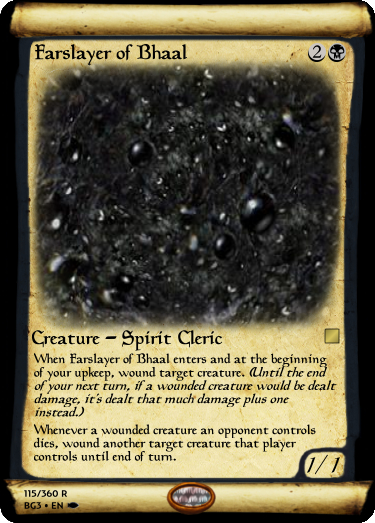 Farslayer of Bhaal 2
Creature – Spirit Cleric
When Farslayer of Bhaal enters and at the beginning
of your upkeep, wound target creature. (Until the end
of your next turn, if a wounded creature would be dealt
damage, it's dealt that much damage plus one
instead.)
Whenever a wounded creature an opponent controls
dies, wound another target creature that player
controls until end of turn.
1/1
115/360 R
BG3 • EN